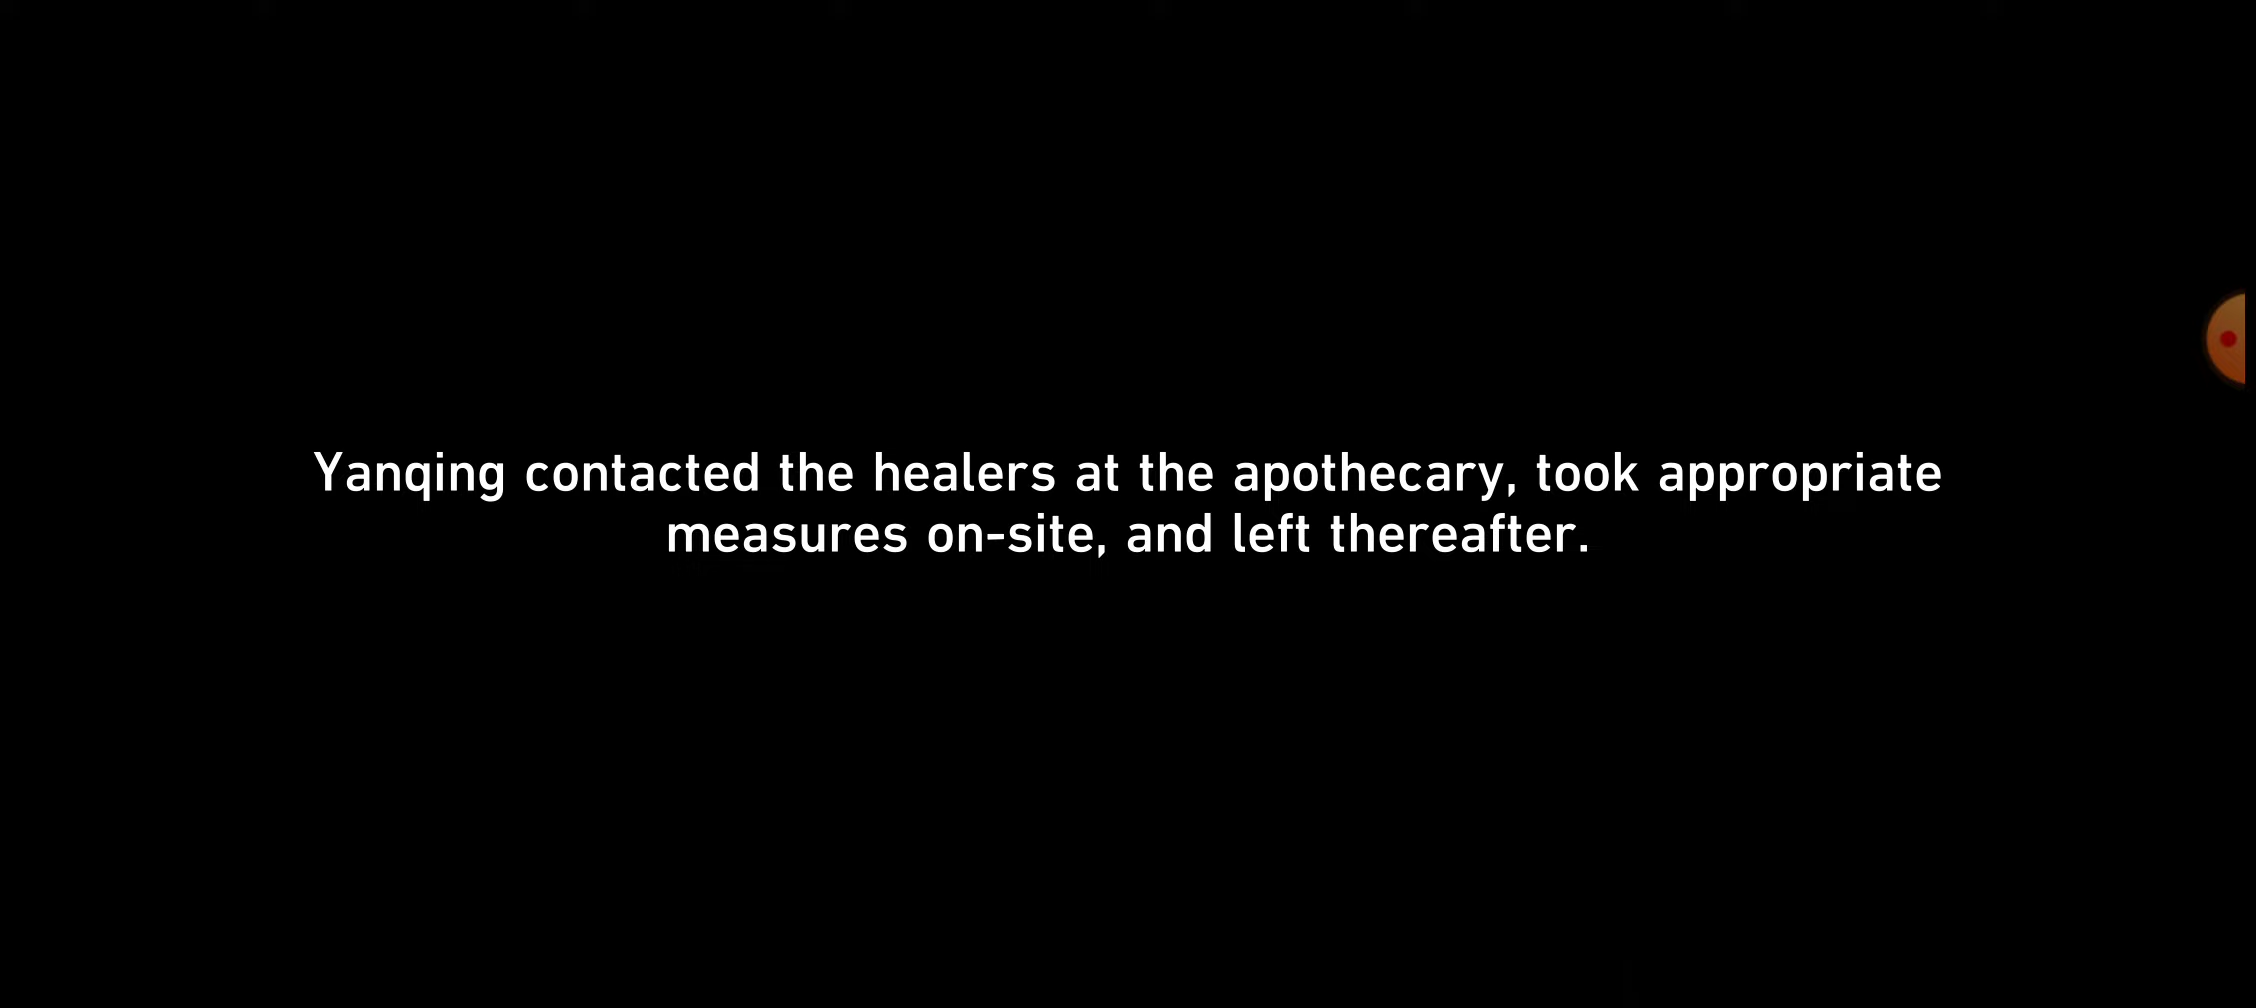 Yanqing contacted the healers at the apothecary, took appropriate
measures on-site, and left thereafter.